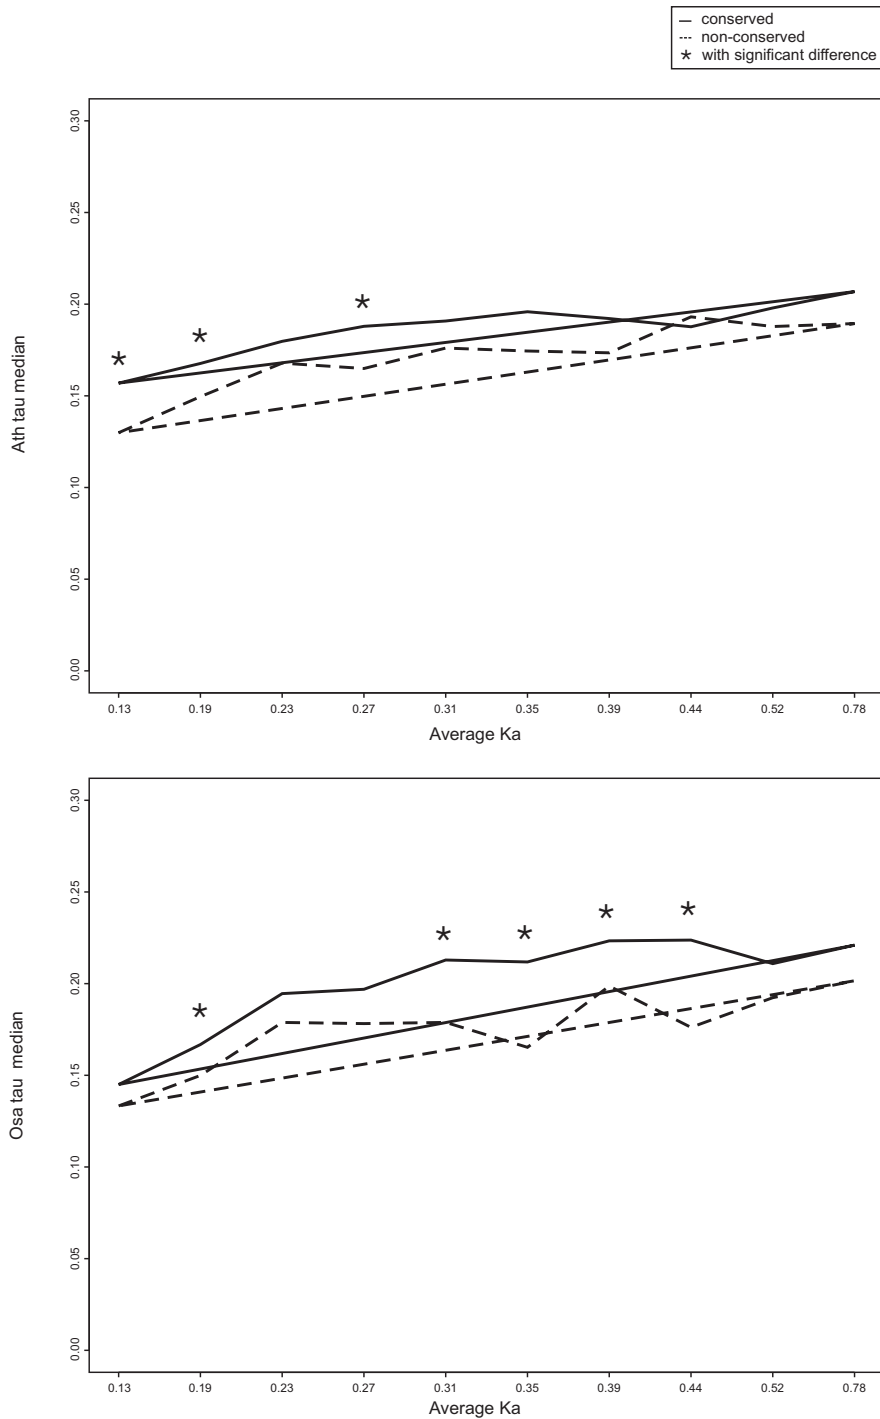 conserved
non-conserved
* with significant difference
0.30
0.25
0.20
0.15
0.10
0.05
0.00
Ath tau median
0.13 0.19 0.23 0.27 0.31 0.35 0.39 0.44 0.52 0.78
Average Ka
0.30
0.25
0.20
0.15
0.10
0.05
0.00
Osa tau median
0.13 0.19 0.23 0.27 0.31 0.35 0.39 0.44 0.52 0.78
Average Ka